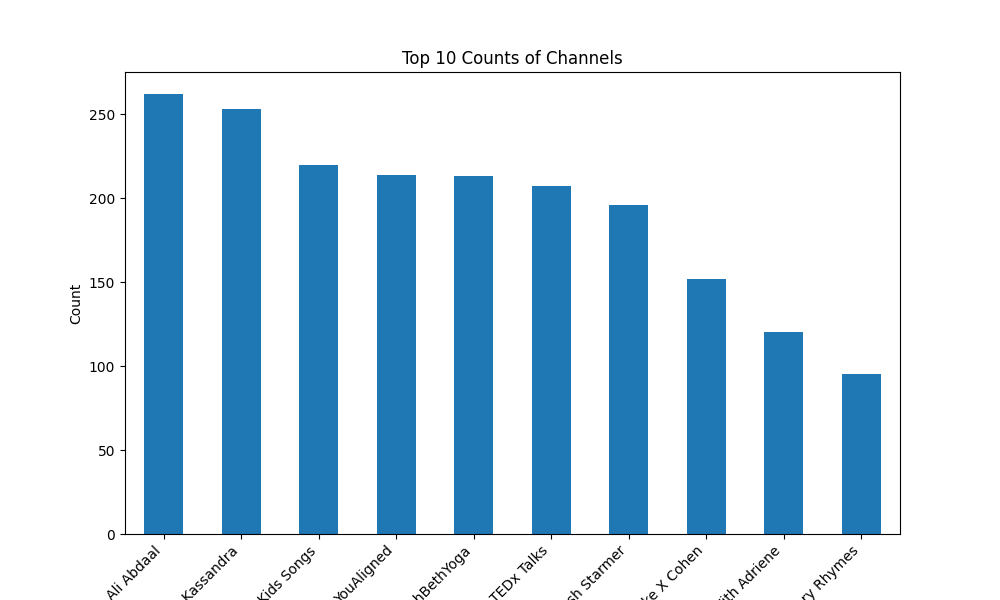 Top 10 Counts of Channels
Count
250
200
150
100
50
0
Ali Abdaal
Kassandra
Kids Songs
YouAligned
hBethYoga
TEDx Talks
sh Starmer
ke X Cohen
ith Adriene
ry Rhymes